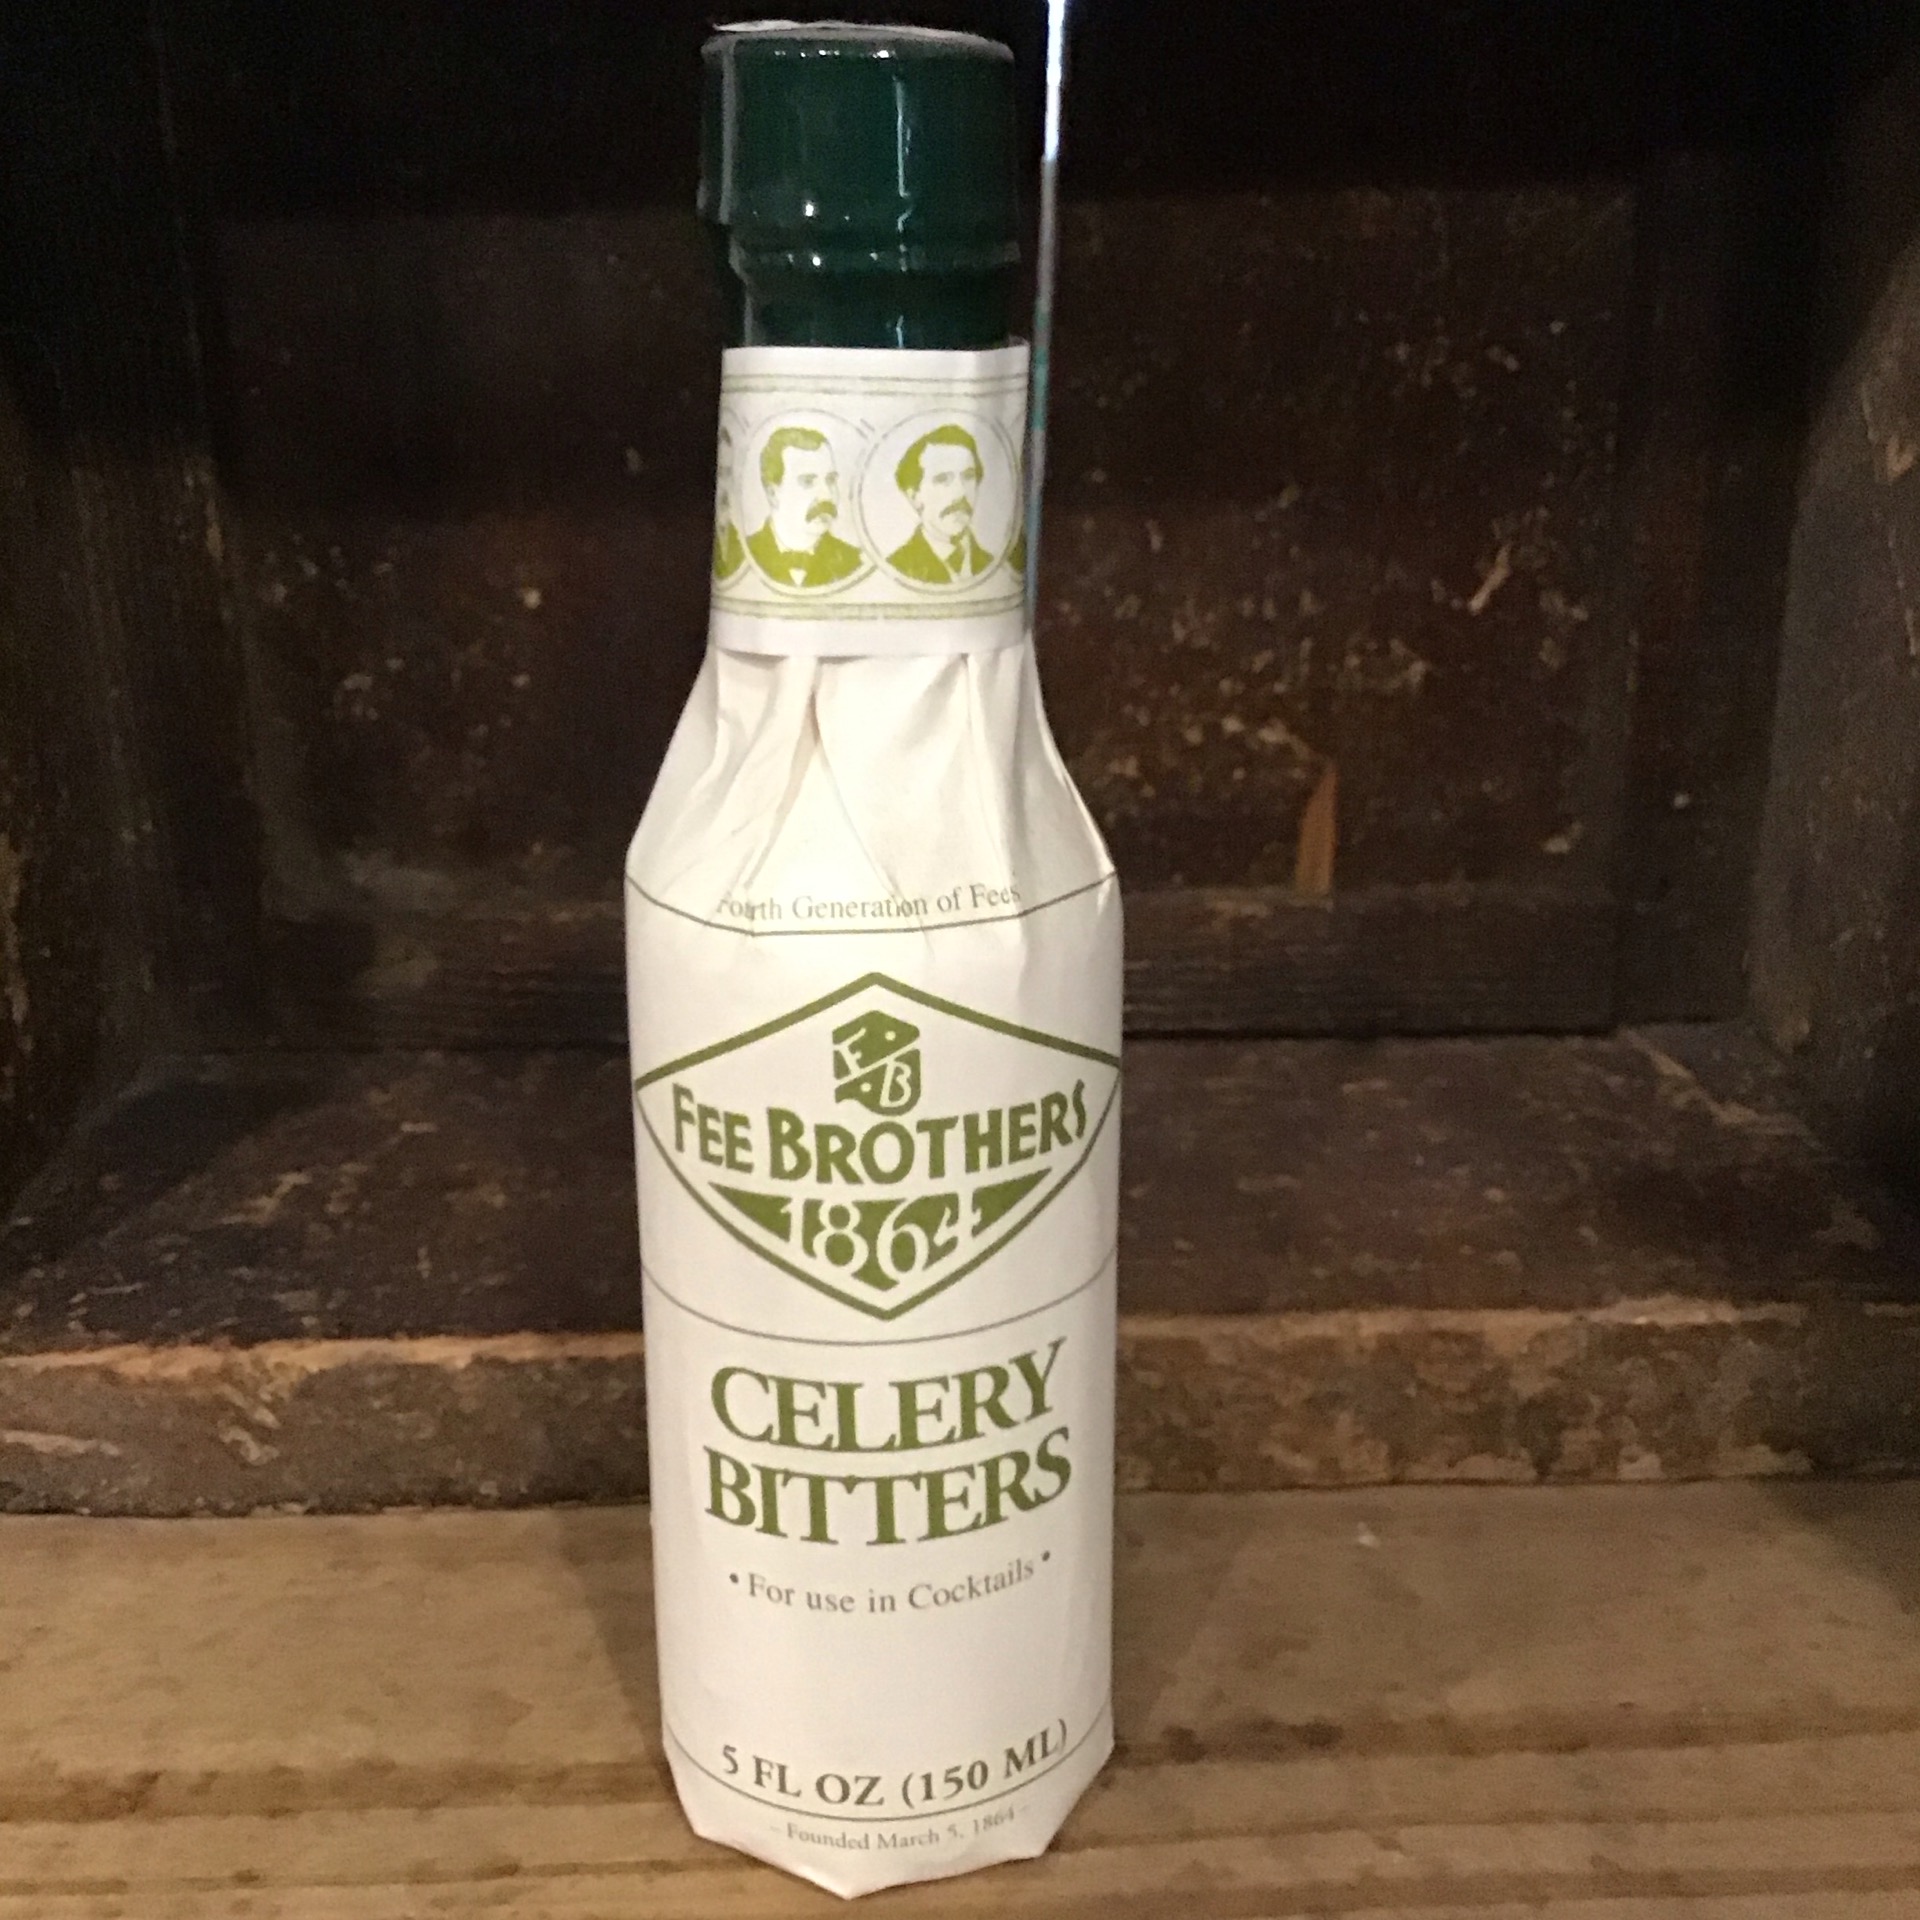 Fourth Generation of Fees
F B
FEE BROTHERS
1864
CELERY
BITTERS
• For use in Cocktails •
5 FL OZ (150 ML)
– Founded March 5, 1864 –